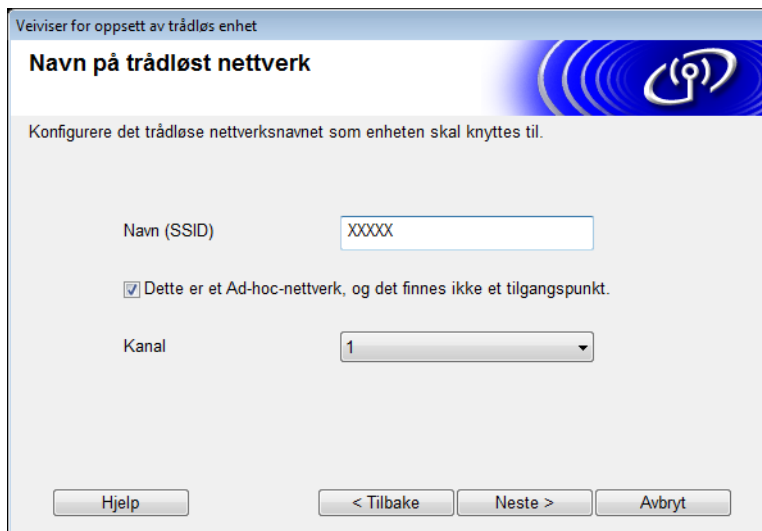 Veiviser for oppsett av trådløs enhet
Navn på trådløst nettverk
Konfigurere det trådløse nettverksnavnet som enheten skal knyttes til.
Navn (SSID) XXXXX
Dette er et Ad-hoc-nettverk, og det finnes ikke et tilgangspunkt.
Kanal 1
Hjelp < Tilbake Neste > Avbryt